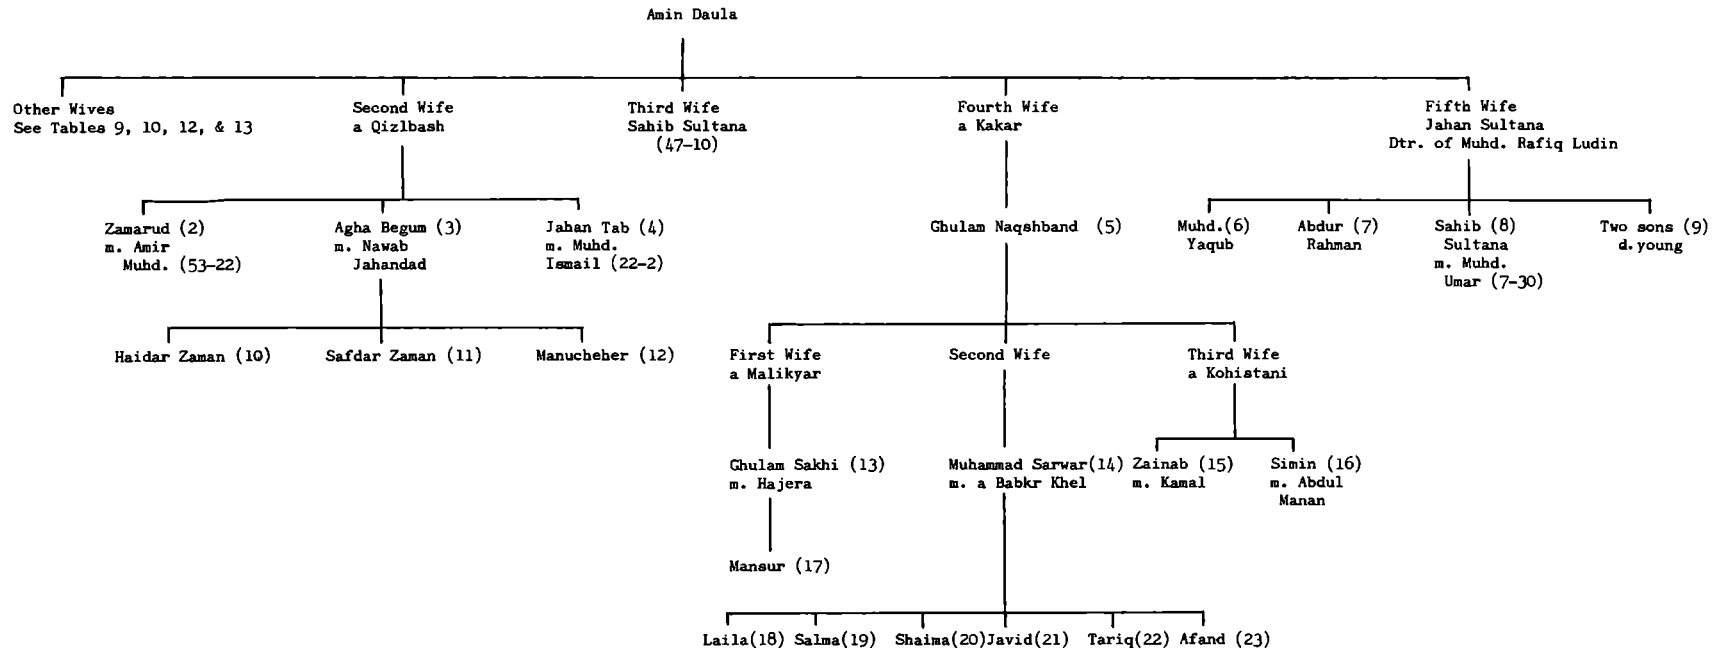 Amin Daula
Other Wives
See Tables 9, 10, 12, & 13
Second Wife
a Qizlbash
Third Wife
Sahib Sultana
(47-10)
Fourth Wife
a Kakar
Fifth Wife
Jahan Sultana
Dtr. of Muhd. Rafiq Ludin
Zamarud (2)
m. Amir
Muhd. (53-22)
Agha Begum (3)
m. Nawab
Jahandad
Jahan Tab (4)
m. Muhd.
Ismail (22-2)
Ghulam Naqshband (5)
Muhd.(6)
Yaqub
Abdur (7)
Rahman
Sahib (8)
Sultana
m. Muhd.
Umar (7-30)
Two sons (9)
d.young
Haidar Zaman (10)
Safdar Zaman (11)
Manucheher (12)
First Wife
a Malikyar
Second Wife
Third Wife
a Kohistani
Ghulam Sakhi (13)
m. Hajera
Muhammad Sarwar(14)
m. a Babkr Khel
Zainab (15)
m. Kamal
Simin (16)
m. Abdul
Manan
Mansur (17)
Laila(18) Salma(19) Shaima(20)Javid(21) Tariq(22) Afand (23)